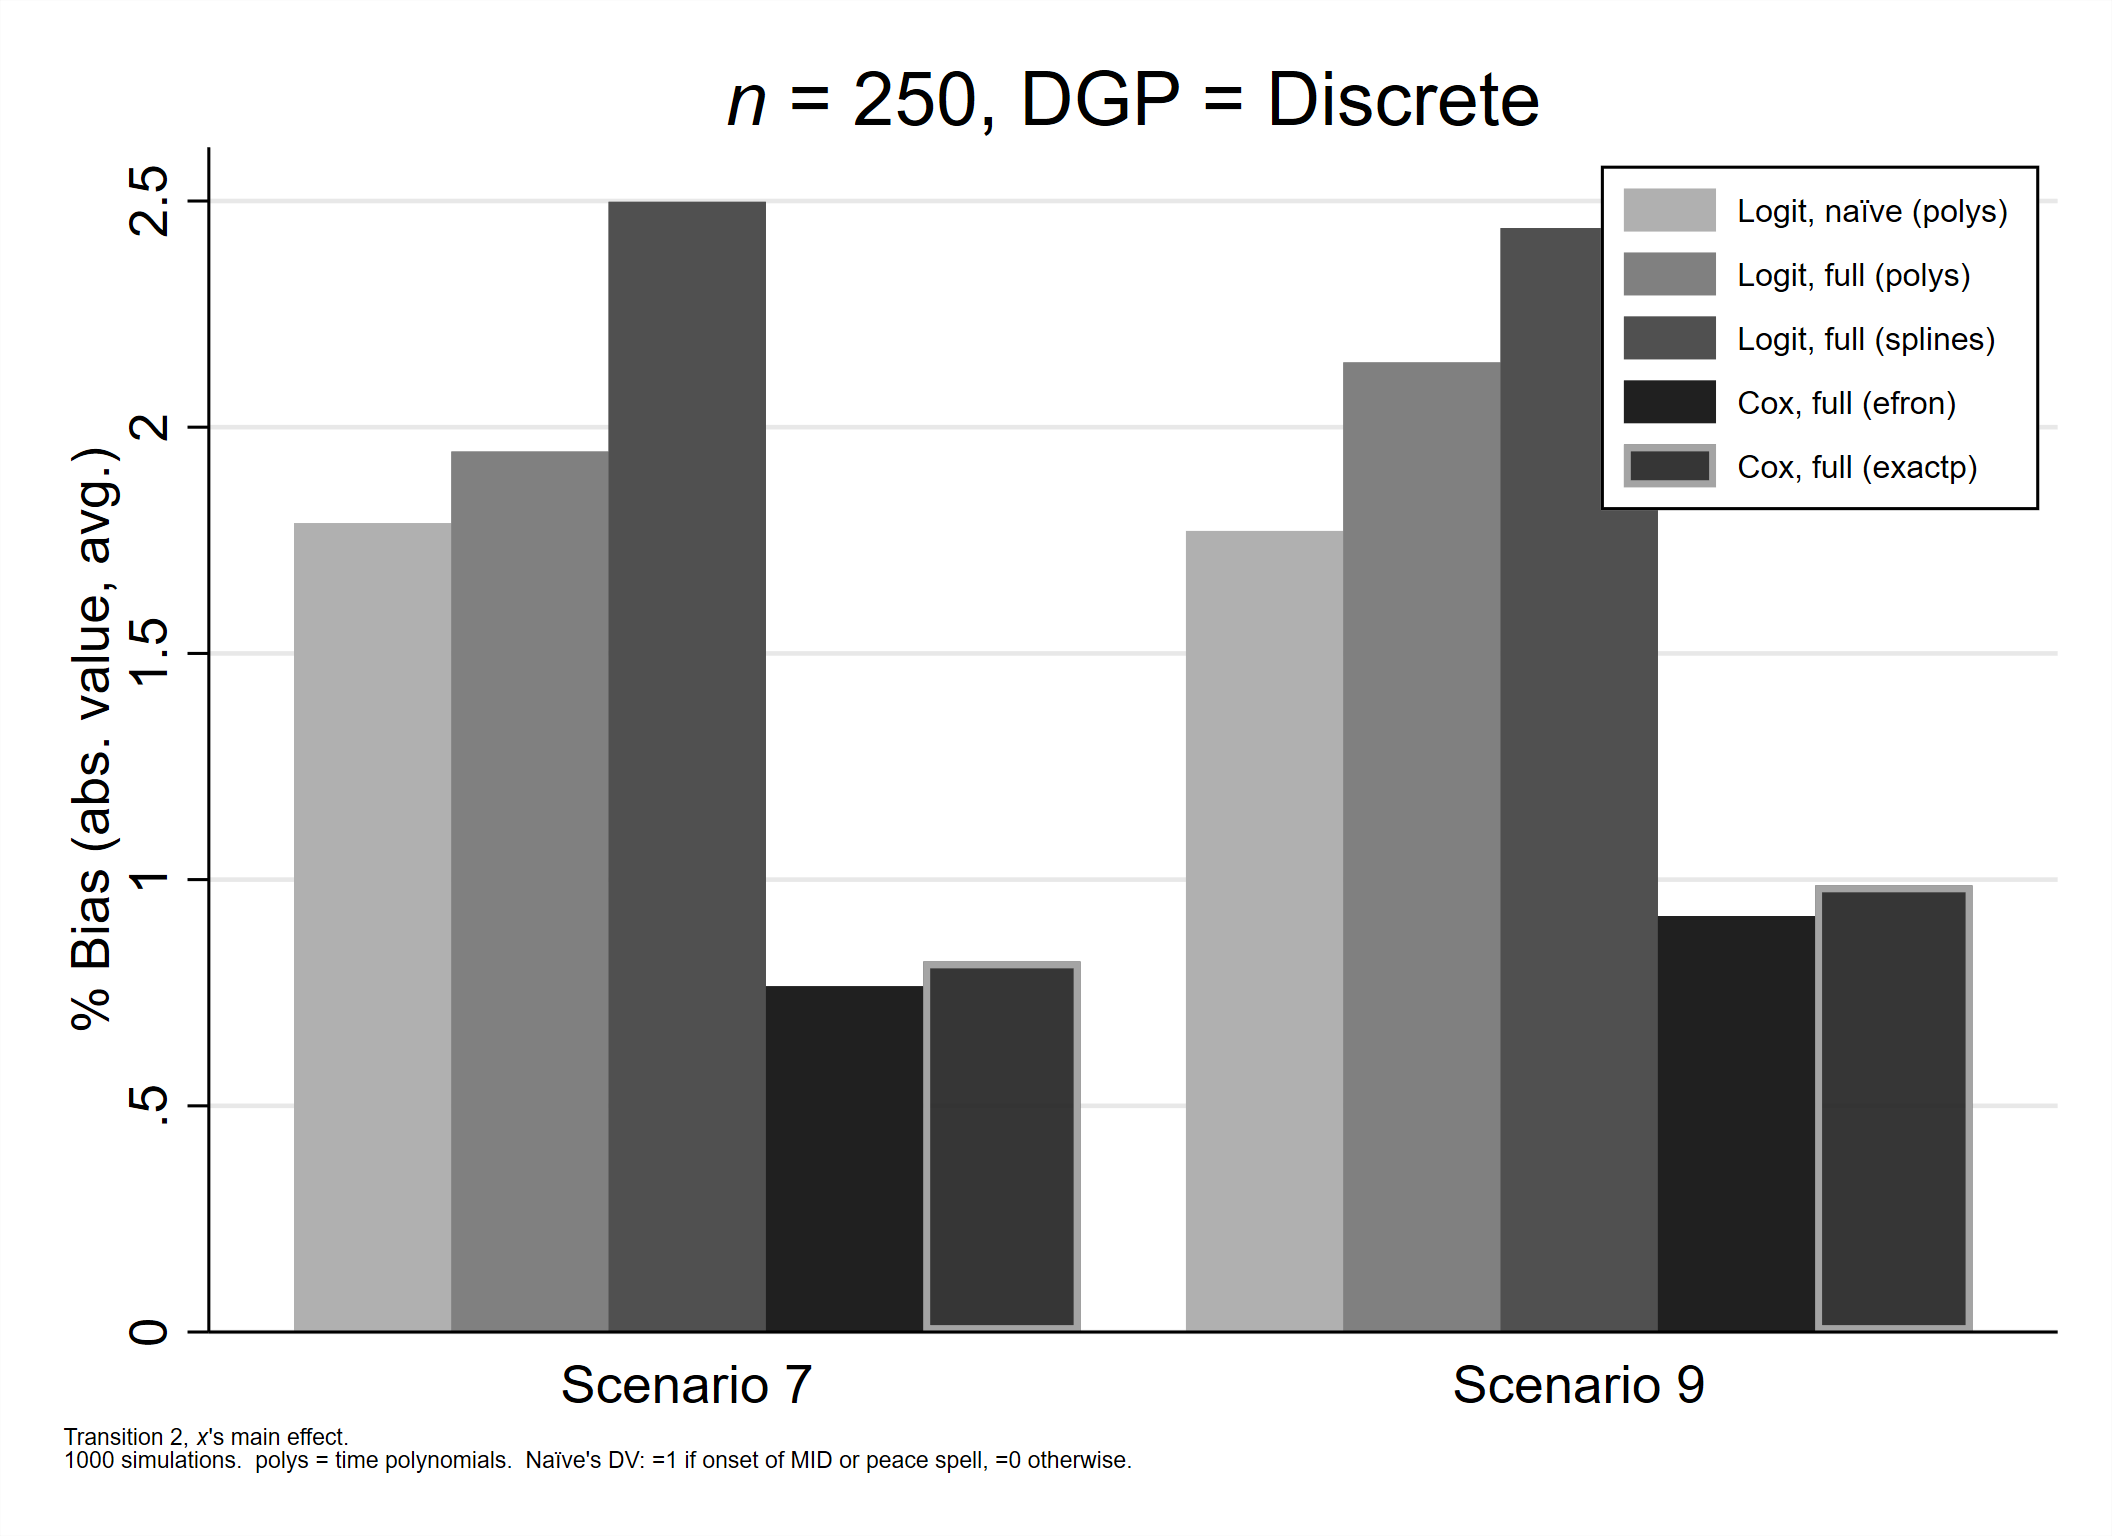 n = 250, DGP = Discrete
% Bias (abs. value, avg.)
2.5
2
1.5
1
.5
0
Logit, naïve (polys)
Logit, full (polys)
Logit, full (splines)
Cox, full (efron)
Cox, full (exactp)
Scenario 7
Scenario 9
Transition 2, x's main effect.
1000 simulations.  polys = time polynomials.  Naïve's DV: =1 if onset of MID or peace spell, =0 otherwise.